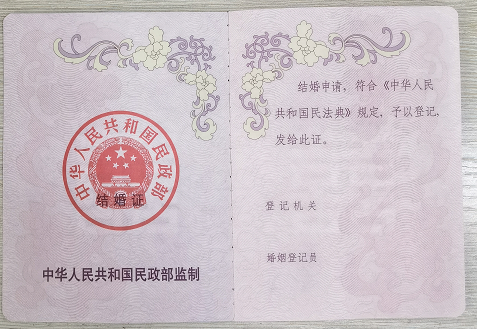 中华人民共和国民政部
结婚证
中华人民共和国民政部监制
结婚申请，符合《中华人民
共和国民法典》规定，予以登记，
发给此证。
登记机关
婚姻登记员